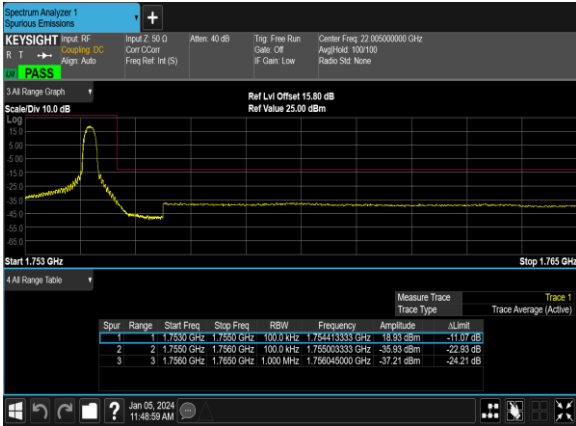 Spectrum Analyzer 1
Spurious Emissions
KEYSIGHT
R T
LW PASS
Input: RF
Coupling: DC
Align: Auto
Input Z: 50 Ω
Corr CCorr
Freq Ref: Int (S)
Atten: 40 dB
Trig: Free Run
Gate: Off
IF Gain: Low
Center Freq: 22.005000000 GHz
Avg|Hold: 100/100
Radio Std: None
3 All Range Graph
Scale/Div 10.0 dB
Ref Lvl Offset 15.80 dB
Ref Value 25.00 dBm
Log
15.0
5.00
-5.00
-15.0
-25.0
-35.0
-45.0
-55.0
-65.0
Start 1.753 GHz
Stop 1.765 GHz
4 All Range Table
Measure Trace Trace 1
Trace Type Trace Average (Active)
Spur Range Start Freq Stop Freq RBW Frequency Amplitude ΔLimit
1 1 1.7530 GHz 1.7550 GHz 100.0 kHz 1.754413333 GHz 18.93 dBm -11.07 dB
2 2 1.7550 GHz 1.7560 GHz 100.0 kHz 1.755003333 GHz -35.93 dBm -22.93 dB
3 3 1.7560 GHz 1.7650 GHz 1.000 MHz 1.756045000 GHz -37.21 dBm -24.21 dB
Jan 05, 2024
11:48:59 AM